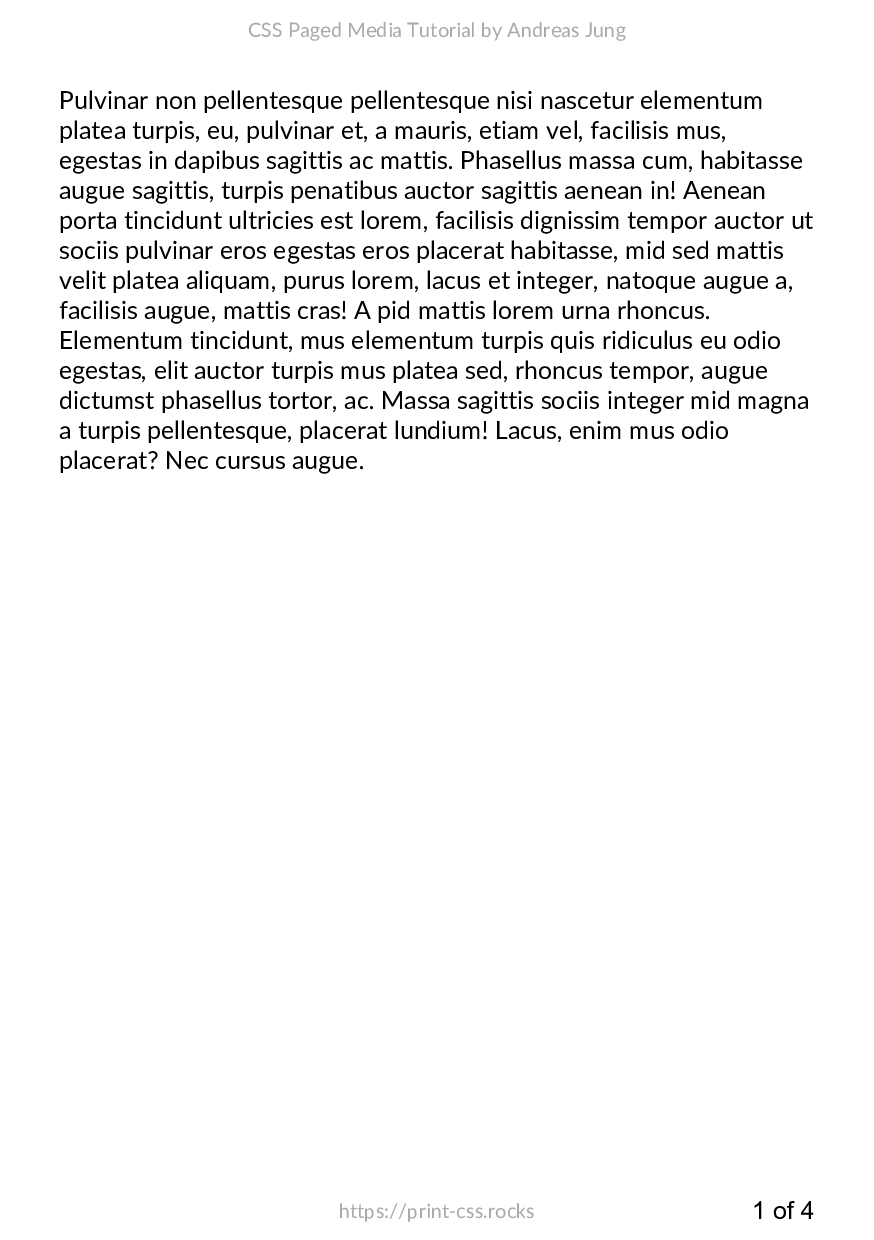 CSS Paged Media Tutorial by Andreas Jung
Pulvinar non pellentesque pellentesque nisi nascetur elementum
platea turpis, eu, pulvinar et, a mauris, etiam vel, facilisis mus,
egestas in dapibus sagittis ac mattis. Phasellus massa cum, habitasse
augue sagittis, turpis penatibus auctor sagittis aenean in! Aenean
porta tincidunt ultricies est lorem, facilisis dignissim tempor auctor ut
sociis pulvinar eros egestas eros placerat habitasse, mid sed mattis
velit platea aliquam, purus lorem, lacus et integer, natoque augue a,
facilisis augue, mattis cras! A pid mattis lorem urna rhoncus.
Elementum tincidunt, mus elementum turpis quis ridiculus eu odio
egestas, elit auctor turpis mus platea sed, rhoncus tempor, augue
dictumst phasellus tortor, ac. Massa sagittis sociis integer mid magna
a turpis pellentesque, placerat lundium! Lacus, enim mus odio
placerat? Nec cursus augue.
https://print-css.rocks
1 of 4